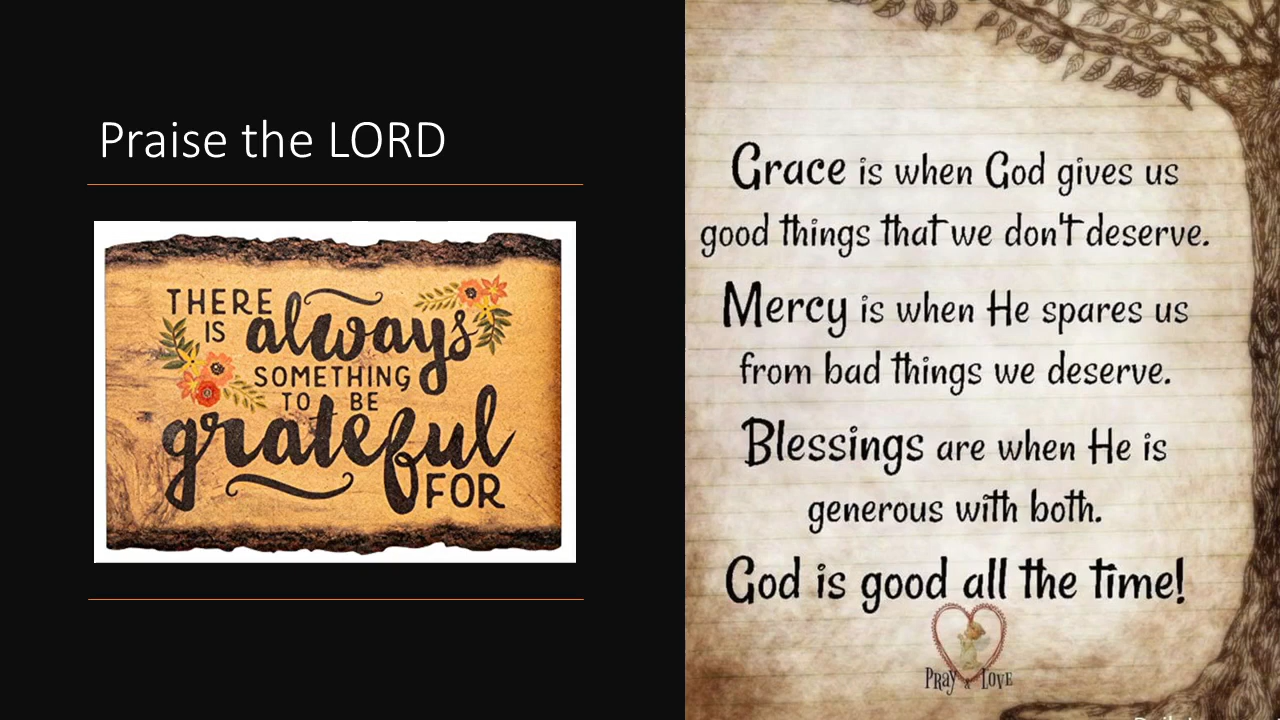 Praise the LORD
THERE
IS always
SOMETHING
TO BE
grateful
FOR
Grace is when God gives us
good things that we don't deserve.
Mercy is when He spares us
from bad things we deserve.
Blessings are when He is
generous with both.
God is good all the time!
Pray & Love